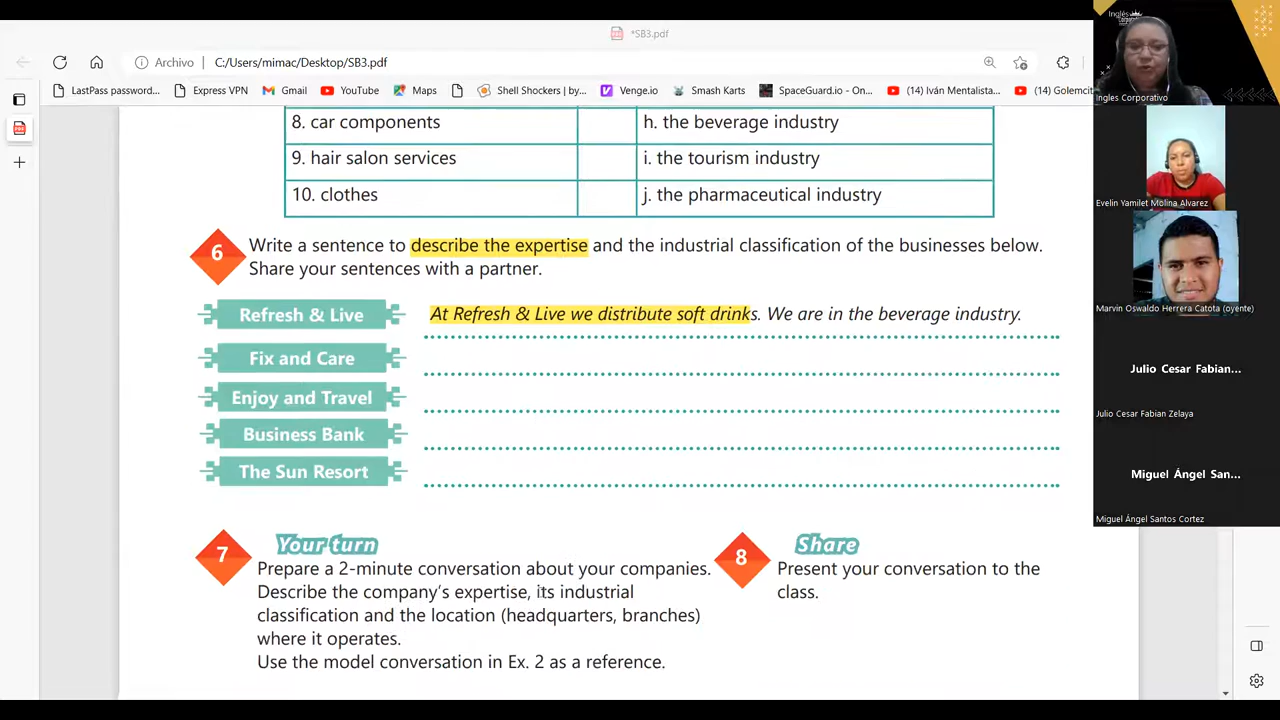 *SB3.pdf
Archivo
C:/Users/mimac/Desktop/SB3.pdf
LastPass password...
Express VPN
Gmail
YouTube
Maps
Shell Shockers | by...
Venge.io
Smash Karts
SpaceGuard.io - On...
(14) Iván Mentalista...
(14) Golemcit
8. car components
h. the beverage industry
9. hair salon services
i. the tourism industry
10. clothes
j. the pharmaceutical industry
6
Write a sentence to describe the expertise and the industrial classification of the businesses below.
Share your sentences with a partner.
Refresh & Live
At Refresh & Live we distribute soft drinks. We are in the beverage industry.
Fix and Care
Enjoy and Travel
Business Bank
The Sun Resort
7
Your turn
Prepare a 2-minute conversation about your companies.
Describe the company's expertise, its industrial
classification and the location (headquarters, branches)
where it operates.
Use the model conversation in Ex. 2 as a reference.
8
Share
Present your conversation to the
class.
Inglés
Ingles Corporativo
Evelin Yamilet Molina Alvarez
Marvin Oswaldo Herrera Catota (oyente)
Julio Cesar Fabian...
Julio Cesar Fabian Zelaya
Miguel Ángel San...
Miguel Ángel Santos Cortez